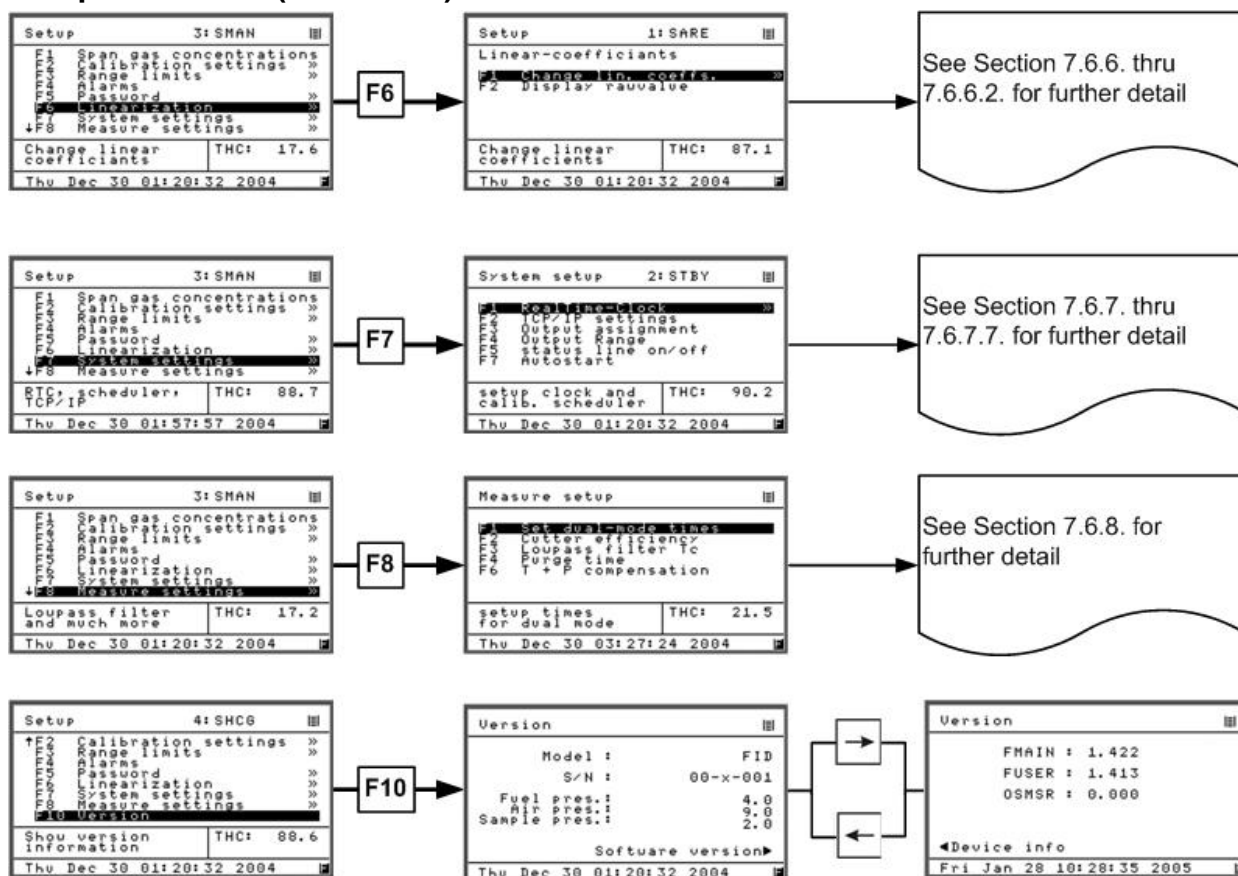 Setup 3:SMAN
F1 Span gas concentrations
F2 Calibration settings »
F3 Range limits »
F4 Alarms
F5 Password »
F6 Linearization »
F7 System settings »
↓F8 Measure settings »
Change linear
coefficiants
THC: 17.6
Thu Dec 30 01:20:32 2004
F6
Setup 1:SARE
Linear-coefficiants
F1 Change lin. coeffs. »
F2 Display rawvalue
Change linear
coefficients
THC: 87.1
Thu Dec 30 01:20:32 2004
See Section 7.6.6. thru
7.6.6.2. for further detail
Setup 3:SMAN
F1 Span gas concentrations
F2 Calibration settings »
F3 Range limits »
F4 Alarms
F5 Password »
F6 Linearization »
F7 System settings »
↓F8 Measure settings »
RTC, scheduler,
TCP/IP
THC: 88.7
Thu Dec 30 01:57:57 2004
F7
System setup 2:STBY
F1 RealTime-Clock »
F2 TCP/IP settings
F3 Output assignment
F4 Output Range
F5 status line on/off
F7 Autostart
setup clock and
calib. scheduler
THC: 90.2
Thu Dec 30 01:20:32 2004
See Section 7.6.7. thru
7.6.7.7. for further detail
Setup 3:SMAN
F1 Span gas concentrations
F2 Calibration settings »
F3 Range limits »
F4 Alarms
F5 Password »
F6 Linearization »
F7 System settings »
↓F8 Measure settings »
Lowpass filter
and much more
THC: 17.2
Thu Dec 30 01:20:32 2004
F8
Measure setup
F1 Set dual-mode times
F2 Cutter efficiency
F3 Lowpass filter Tc
F4 Purge time
F6 T + P compensation
setup times
for dual mode
THC: 21.5
Thu Dec 30 03:27:24 2004
See Section 7.6.8. for
further detail
Setup 4:SHCG
↑F2 Calibration settings »
F3 Range limits »
F4 Alarms
F5 Password »
F6 Linearization »
F7 System settings »
F8 Measure settings »
F10 Version
Show version
information
THC: 88.6
Thu Dec 30 01:20:32 2004
F10
Version
Model : FID
S/N : 00-x-001
Fuel pres.: 4.0
Air pres.: 9.0
Sample pres.: 2.0
Software version▶
Thu Dec 30 01:20:32 2004
→
←
Version
FMAIN : 1.422
FUSER : 1.413
OSMSR : 0.000
◀Device info
Fri Jan 28 10:28:35 2005